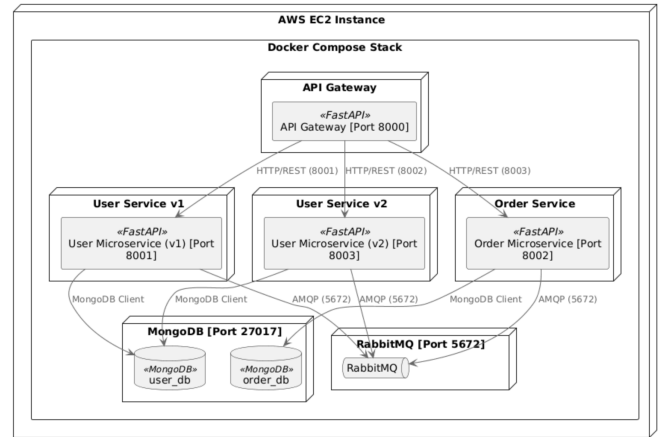 AWS EC2 Instance
Docker Compose Stack
API Gateway
«FastAPI»
API Gateway [Port 8000]
HTTP/REST (8001)
HTTP/REST (8002)
HTTP/REST (8003)
User Service v1
User Service v2
Order Service
«FastAPI»
User Microservice (v1) [Port
8001]
«FastAPI»
User Microservice (v2) [Port
8003]
«FastAPI»
Order Microservice [Port
8002]
MongoDB Client
MongoDB Client
AMQP (5672)
AMQP (5672)
MongoDB Client
AMQP (5672)
MongoDB [Port 27017]
RabbitMQ [Port 5672]
«MongoDB»
user_db
«MongoDB»
order_db
RabbitMQ